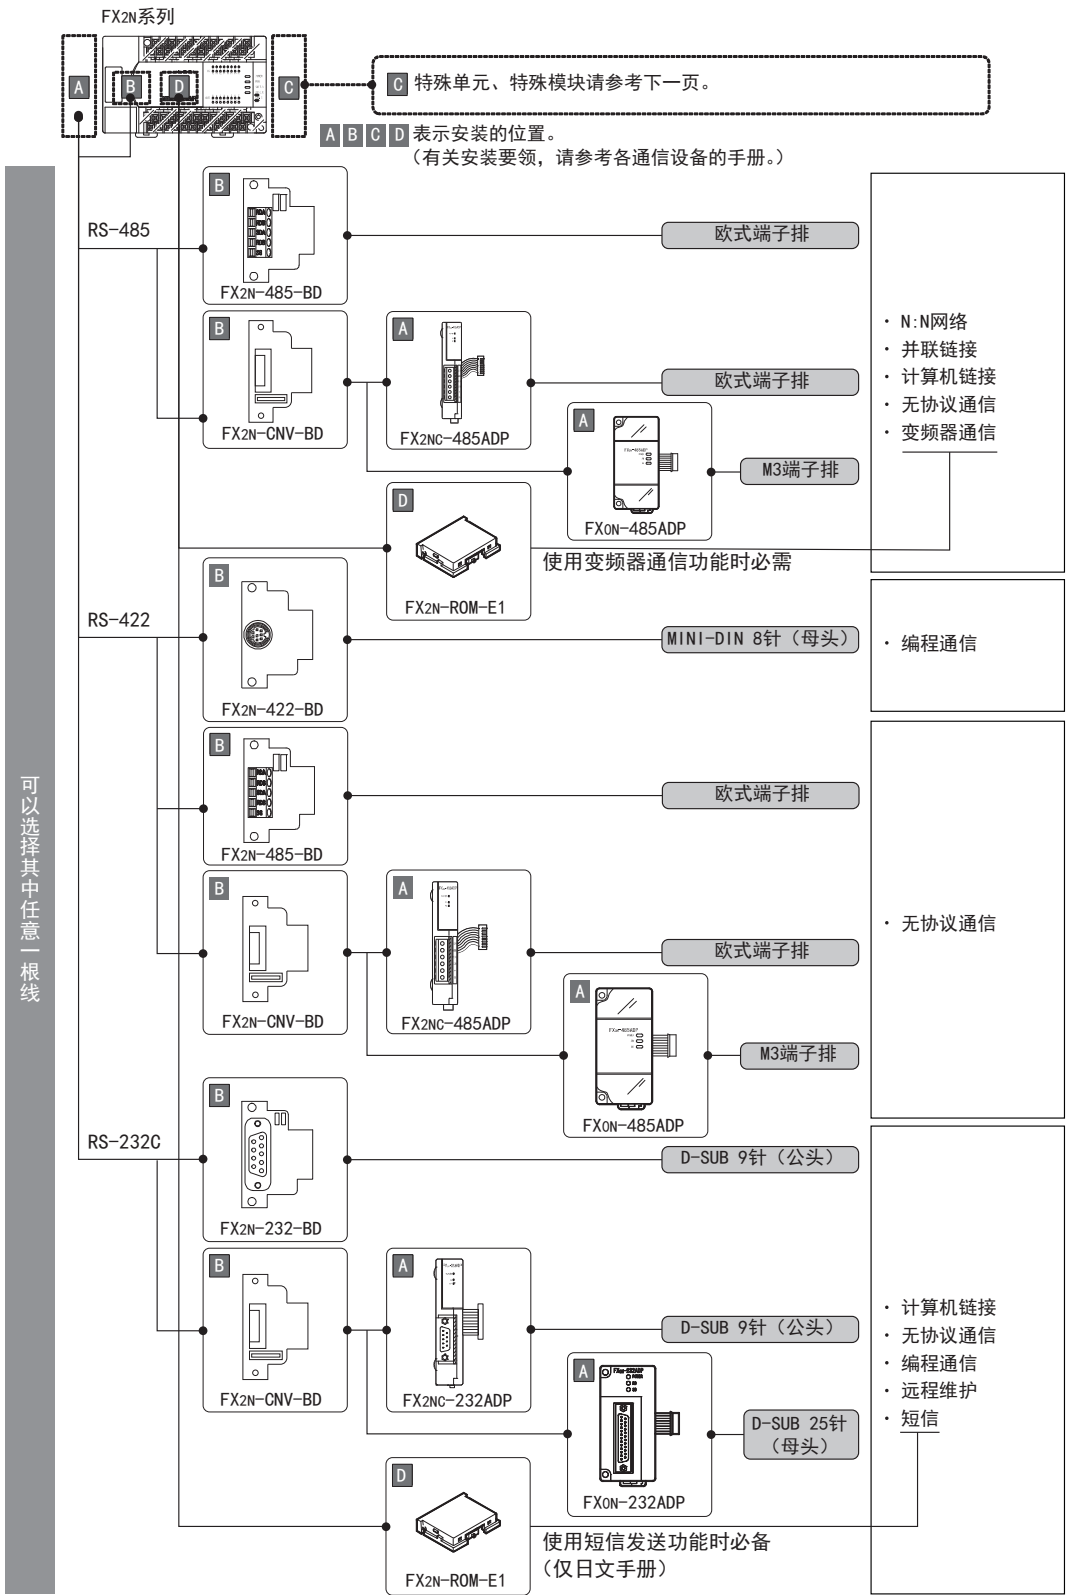 FX2N系列
A
B
D
C
C 特殊单元、特殊模块请参考下一页。
A B C D 表示安装的位置。
（有关安装要领，请参考各通信设备的手册。）
可以选择其中任意一根线
RS-485
B
FX2N-485-BD
欧式端子排
B
FX2N-CNV-BD
A
FX2NC-485ADP
欧式端子排
A
FX0N-485ADP
M3端子排
D
FX2N-ROM-E1
使用变频器通信功能时必需
· N:N网络
· 并联链接
· 计算机链接
· 无协议通信
· 变频器通信
RS-422
B
FX2N-422-BD
MINI-DIN 8针（母头）
· 编程通信
B
FX2N-485-BD
欧式端子排
B
FX2N-CNV-BD
A
FX2NC-485ADP
欧式端子排
A
FX0N-485ADP
M3端子排
· 无协议通信
RS-232C
B
FX2N-232-BD
D-SUB 9针（公头）
B
FX2N-CNV-BD
A
FX2NC-232ADP
D-SUB 9针（公头）
A
FX0N-232ADP
D-SUB 25针
（母头）
D
FX2N-ROM-E1
使用短信发送功能时必备
（仅日文手册）
· 计算机链接
· 无协议通信
· 编程通信
· 远程维护
· 短信